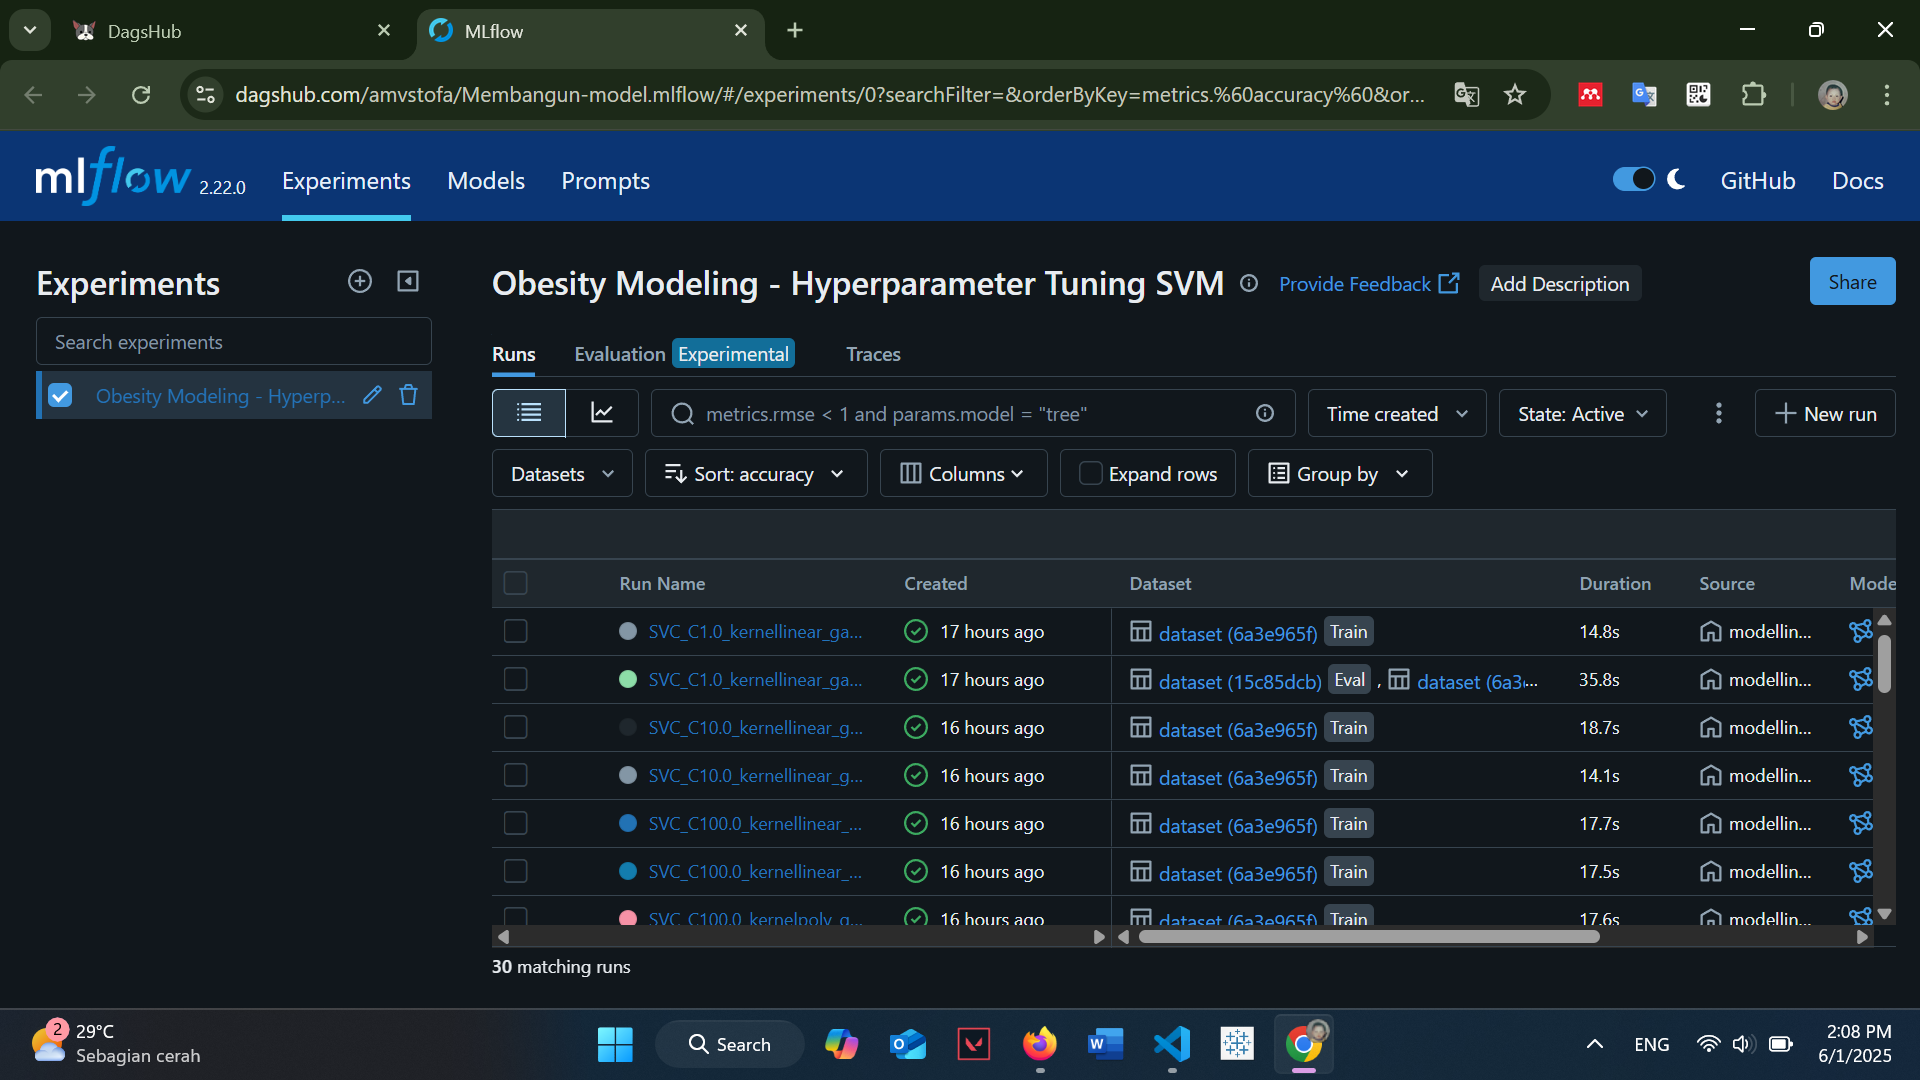 DagsHub
MLflow
dagshub.com/amvstofa/Membangun-model.mlflow/#/experiments/0?searchFilter=&orderByKey=metrics.%60accuracy%60&or...
mlflow 2.22.0
Experiments
Models
Prompts
GitHub
Docs
Experiments
Search experiments
Obesity Modeling - Hyperp...
Obesity Modeling - Hyperparameter Tuning SVM
Provide Feedback
Add Description
Share
Runs
Evaluation Experimental
Traces
metrics.rmse < 1 and params.model = "tree"
Time created
State: Active
New run
Datasets
Sort: accuracy
Columns
Expand rows
Group by
Run Name Created Dataset Duration Source Mode
SVC_C1.0_kernellinear_ga... 17 hours ago dataset (6a3e965f) Train 14.8s modellin...
SVC_C1.0_kernellinear_ga... 17 hours ago dataset (15c85dcb) Eval , dataset (6a3e... 35.8s modellin...
SVC_C10.0_kernellinear_g... 16 hours ago dataset (6a3e965f) Train 18.7s modellin...
SVC_C10.0_kernellinear_g... 16 hours ago dataset (6a3e965f) Train 14.1s modellin...
SVC_C100.0_kernellinear_... 16 hours ago dataset (6a3e965f) Train 17.7s modellin...
SVC_C100.0_kernellinear_... 16 hours ago dataset (6a3e965f) Train 17.5s modellin...
SVC_C100.0_kernelpoly_g... 16 hours ago dataset (6a3e965f) Train 17.6s modellin...
30 matching runs
2
29°C
Sebagian cerah
Search
ENG
2:08 PM
6/1/2025